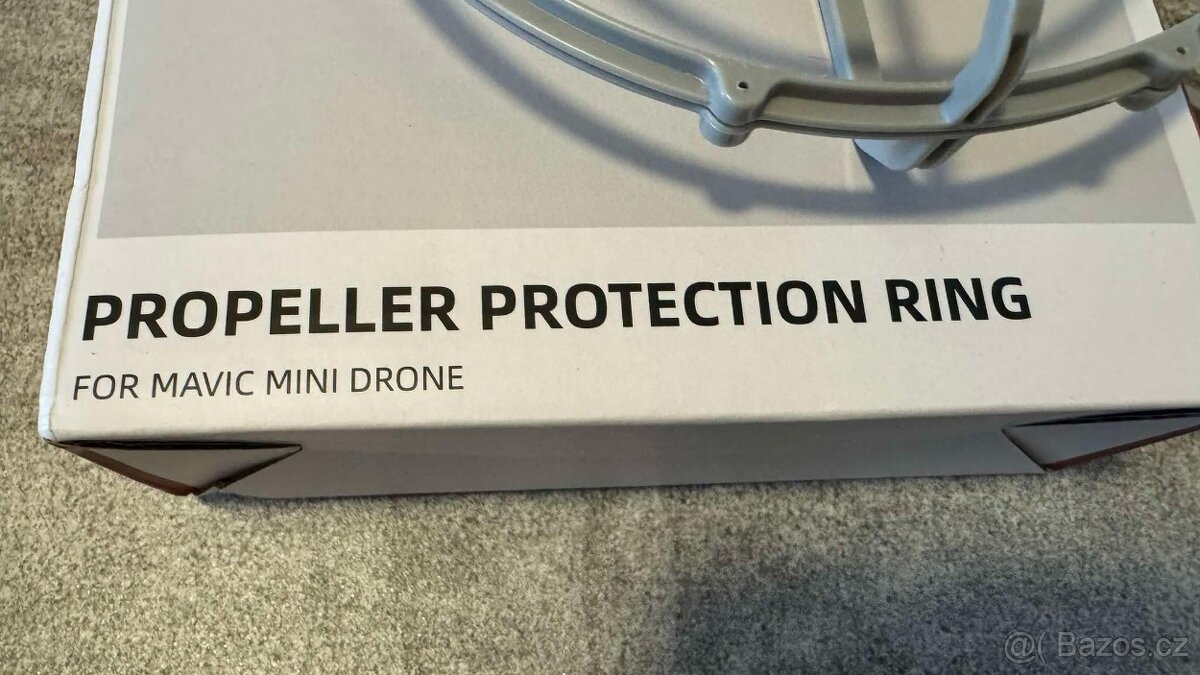 PROPELLER PROTECTION RING
FOR MAVIC MINI DRONE
@( Bazos.cz